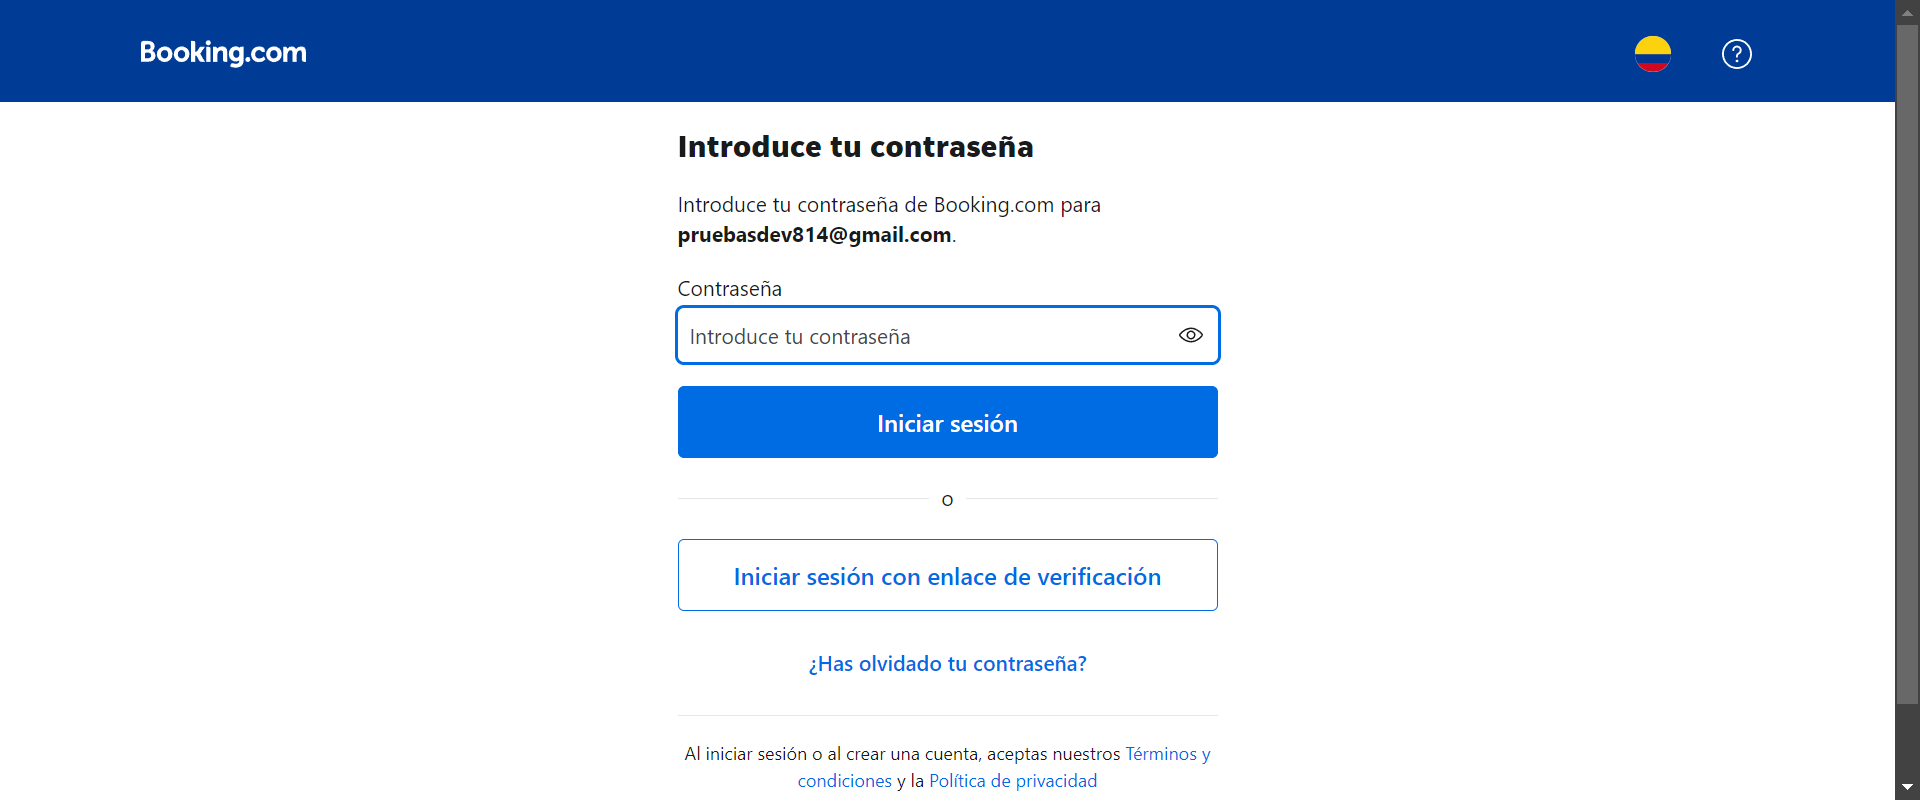 Booking.com
?
Introduce tu contraseña
Introduce tu contraseña de Booking.com para
pruebasdev814@gmail.com.
Contraseña
Introduce tu contraseña
Iniciar sesión
o
Iniciar sesión con enlace de verificación
¿Has olvidado tu contraseña?
Al iniciar sesión o al crear una cuenta, aceptas nuestros Términos y
condiciones y la Política de privacidad